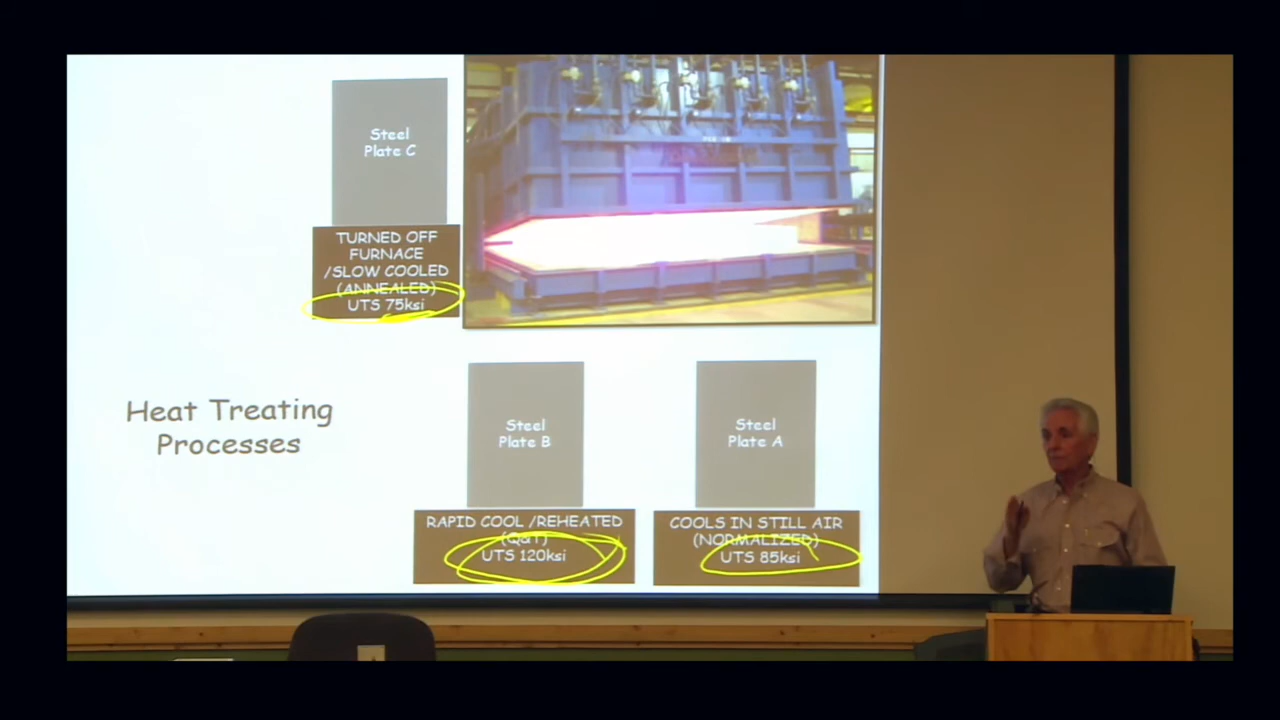 Steel
Plate C
TURNED OFF
FURNACE
/SLOW COOLED
(ANNEALED)
UTS 75ksi
Heat Treating
Processes
Steel
Plate B
RAPID COOL /REHEATED
(Q&T)
UTS 120ksi
Steel
Plate A
COOLS IN STILL AIR
(NORMALIZED)
UTS 85ksi